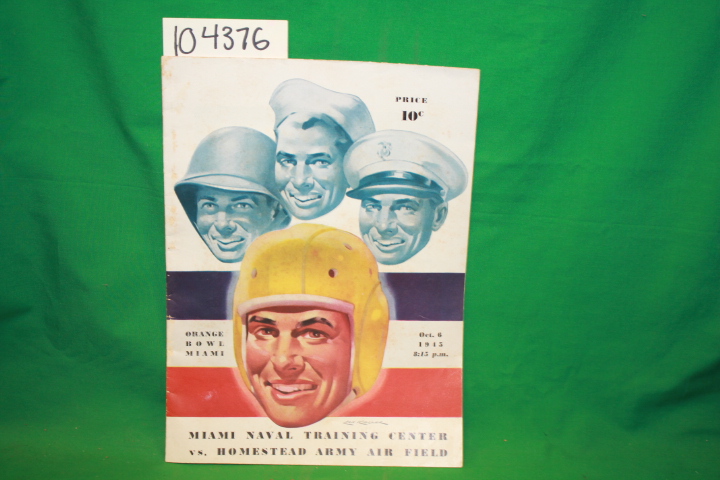 104376
PRICE
10¢
ORANGE
BOWL
MIAMI
Oct. 6
1945
8:15 p.m.
MIAMI NAVAL TRAINING CENTER
vs. HOMESTEAD ARMY AIR FIELD